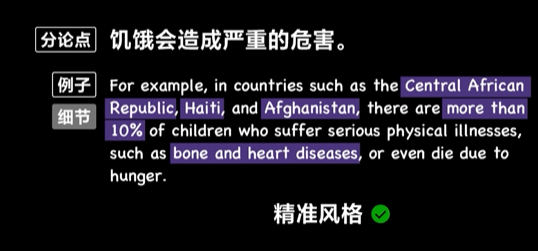 分论点 饥饿会造成严重的危害。
例子 For example, in countries such as the Central African
细节 Republic, Haiti, and Afghanistan, there are more than
10% of children who suffer serious physical illnesses,
such as bone and heart diseases, or even die due to
hunger.
精准风格